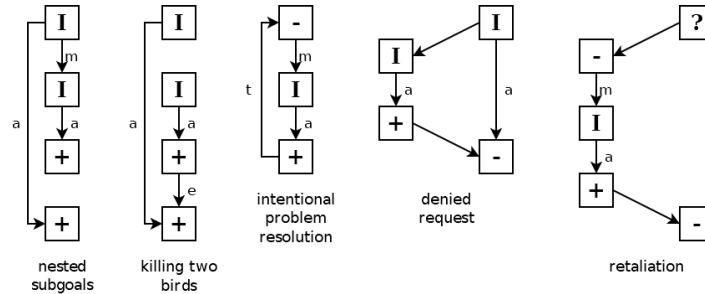 I
I
I
-
I
?
m
m
I
-
a
I
I
I
t
a
a
m
a
a
a
a
I
+
+
+
+
a
e
intentional
problem
resolution
denied
request
-
+
+
+
-
nested
subgoals
killing two
birds
retaliation